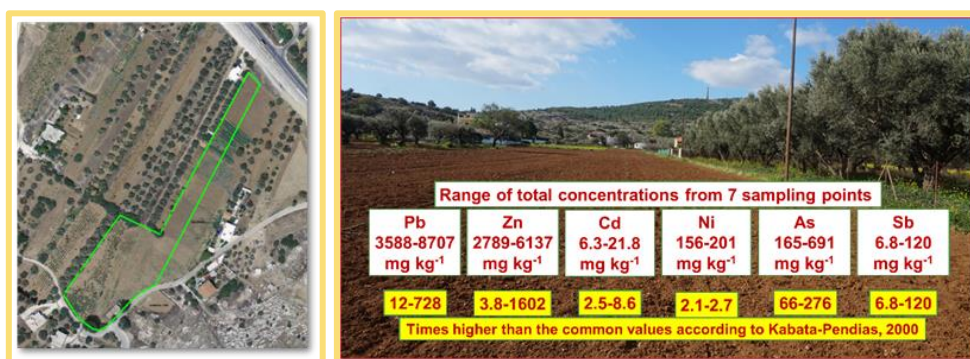 Range of total concentrations from 7 sampling points
Pb Zn Cd Ni As Sb
3588-8707 2789-6137 6.3-21.8 156-201 165-691 6.8-120
mg kg⁻¹ mg kg⁻¹ mg kg⁻¹ mg kg⁻¹ mg kg⁻¹ mg kg⁻¹
12-728 3.8-1602 2.5-8.6 2.1-2.7 66-276 6.8-120
Times higher than the common values according to Kabata-Pendias, 2000